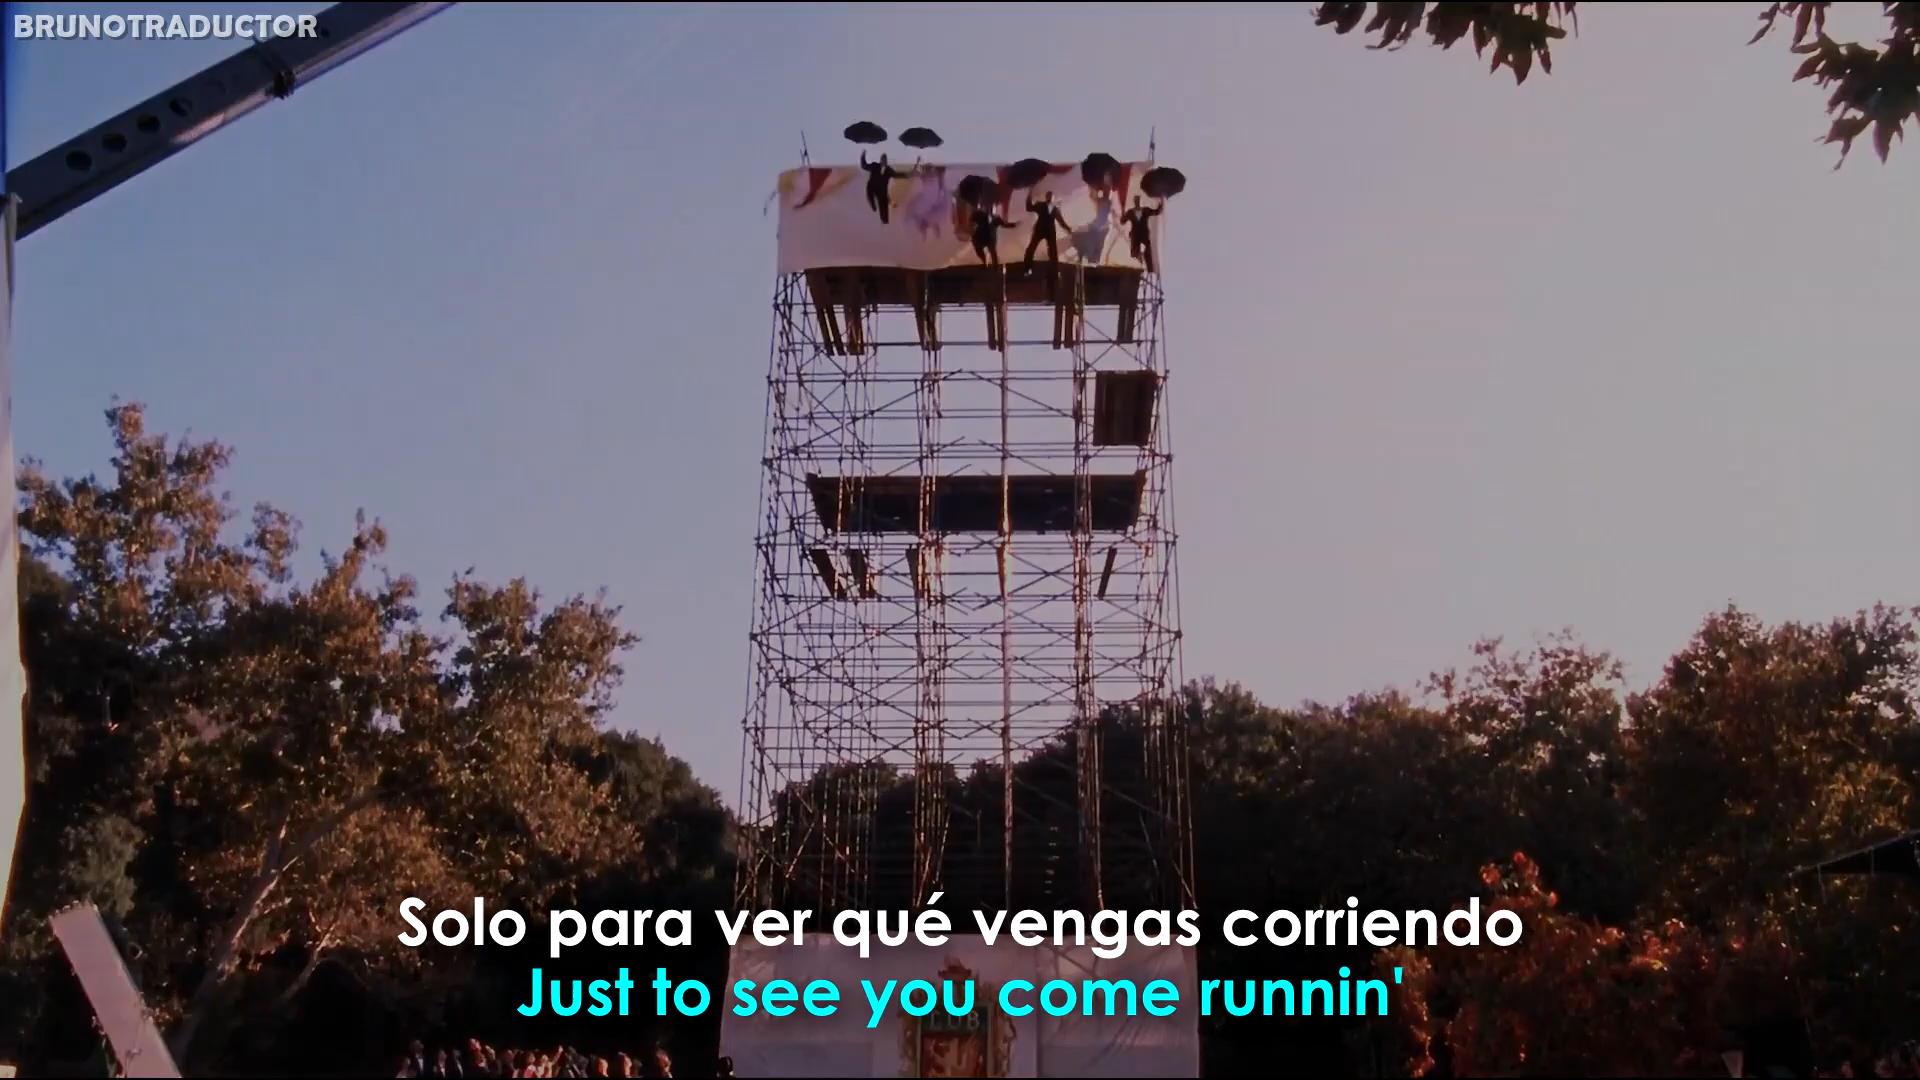 BRUNOTRADUCTOR
Solo para ver qué vengas corriendo
Just to see you come runnin'